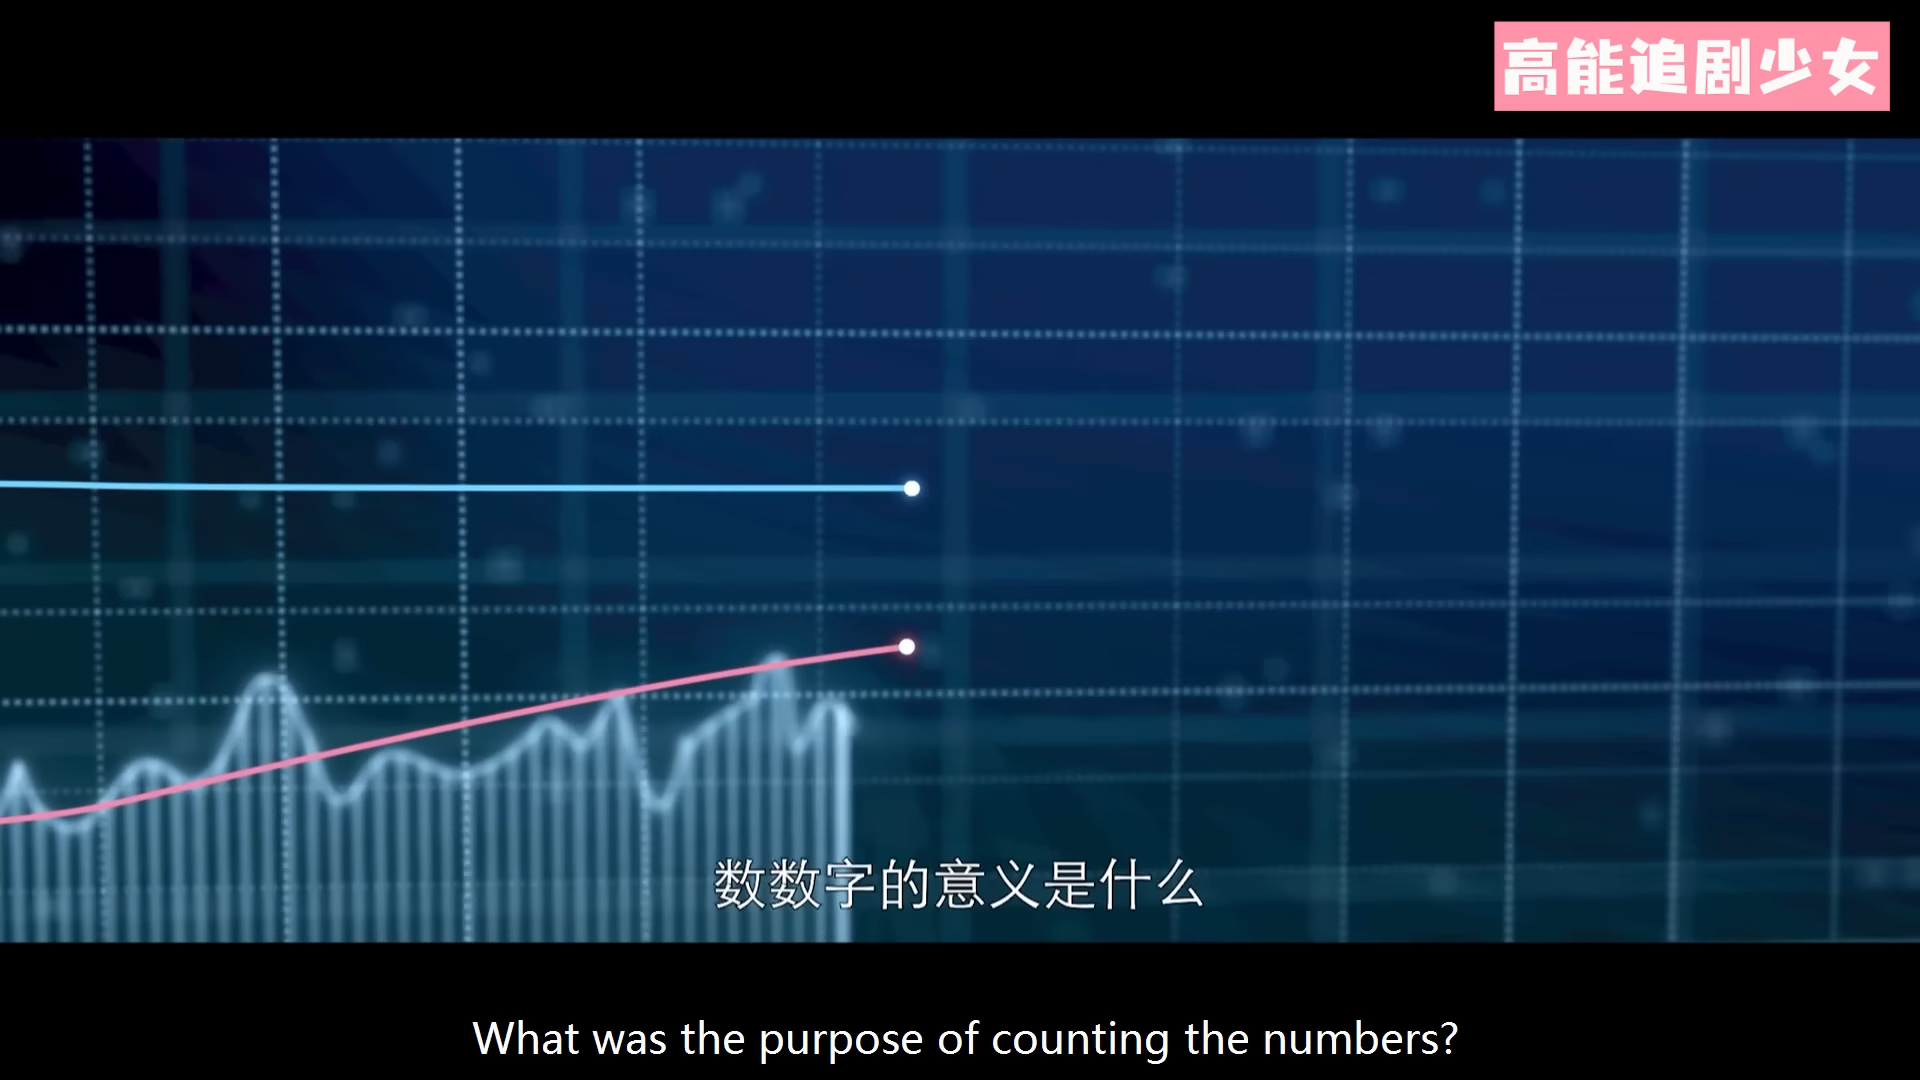 高能追剧少女
数数字的意义是什么
What was the purpose of counting the numbers?